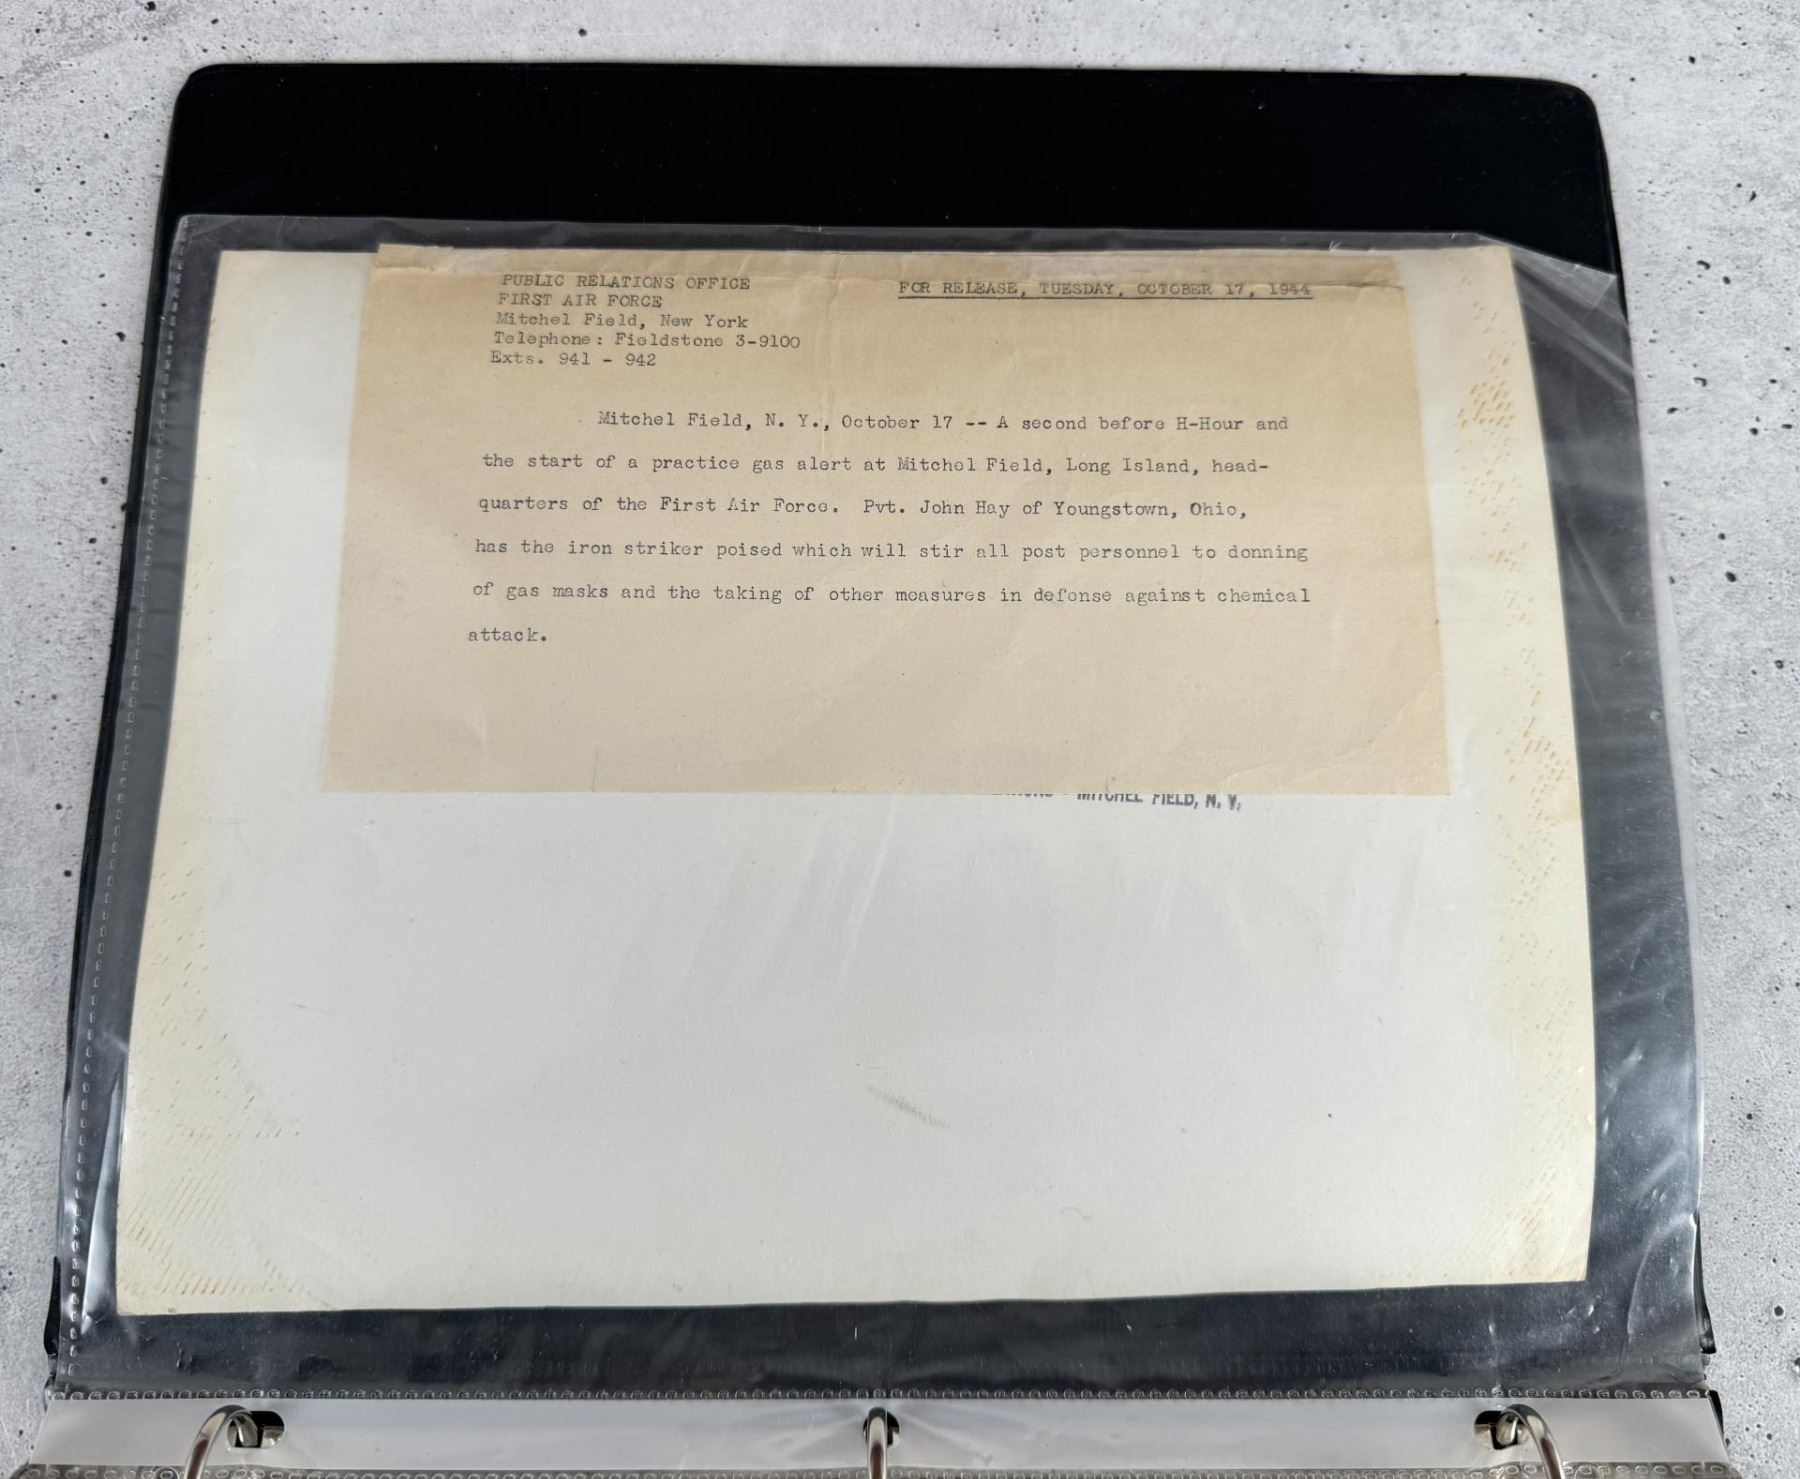 PUBLIC RELATIONS OFFICE
FIRST AIR FORCE
Mitchel Field, New York
Telephone: Fieldstone 3-9100
Exts. 941 - 942
FOR RELEASE, TUESDAY, OCTOBER 17, 1944
Mitchel Field, N. Y., October 17 -- A second before H-Hour and
the start of a practice gas alert at Mitchel Field, Long Island, head-
quarters of the First Air Force. Pvt. John Hay of Youngstown, Ohio,
has the iron striker poised which will stir all post personnel to donning
of gas masks and the taking of other measures in defense against chemical
attack.
MITCHEL FIELD, N. Y.